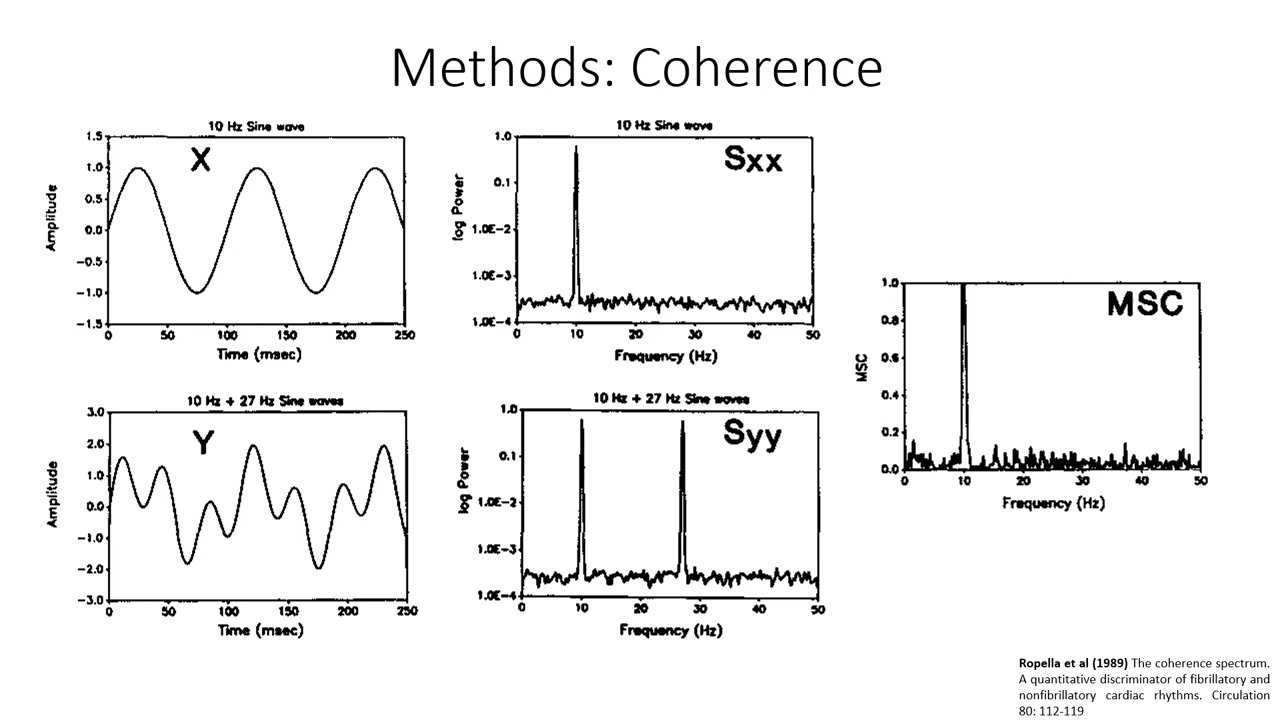 Methods: Coherence
10 Hz Sine wave
X
Amplitude
1.5
1.0
0.5
0.0
−0.5
−1.0
−1.5
0 50 100 150 200 250
Time (msec)
10 Hz Sine wave
Sxx
log Power
1.0
0.1
1.0E−2
1.0E−3
1.0E−4
0 10 20 30 40 50
Frequency (Hz)
10 Hz + 27 Hz Sine waves
Y
Amplitude
3.0
2.0
1.0
0.0
−1.0
−2.0
−3.0
0 50 100 150 200 250
Time (msec)
10 Hz + 27 Hz Sine waves
Syy
log Power
1.0
0.1
1.0E−2
1.0E−3
1.0E−4
0 10 20 30 40 50
Frequency (Hz)
MSC
MSC
1.0
0.8
0.6
0.4
0.2
0.0
0 10 20 30 40 50
Frequency (Hz)
Ropella et al (1989) The coherence spectrum.
A quantitative discriminator of fibrillatory and
nonfibrillatory cardiac rhythms. Circulation
80: 112-119